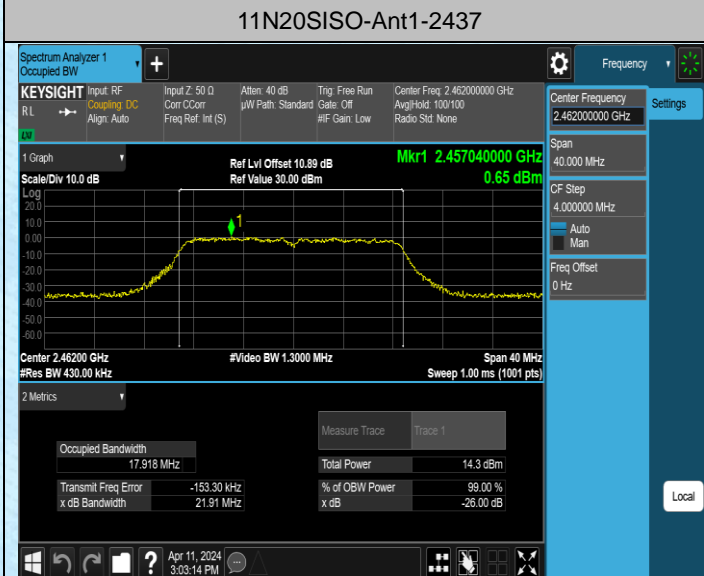 11N20SISO-Ant1-2437
Spectrum Analyzer 1
Occupied BW
+
Frequency
KEYSIGHT
RL
LXI
Input: RF
Coupling: DC
Align: Auto
Input Z: 50 Ω
Corr CCorr
Freq Ref: Int (S)
Atten: 40 dB
µW Path: Standard
Trig: Free Run
Gate: Off
#IF Gain: Low
Center Freq: 2.462000000 GHz
Avg|Hold: 100/100
Radio Std: None
Center Frequency
2.462000000 GHz
Settings
Span
40.000 MHz
CF Step
4.000000 MHz
Auto
Man
Freq Offset
0 Hz
1 Graph
Scale/Div 10.0 dB
Ref Lvl Offset 10.89 dB
Ref Value 30.00 dBm
Mkr1 2.457040000 GHz
0.65 dBm
Log
20.0
10.0
0.00
-10.0
-20.0
-30.0
-40.0
-50.0
-60.0
1
Center 2.46200 GHz
#Res BW 430.00 kHz
#Video BW 1.3000 MHz
Span 40 MHz
Sweep 1.00 ms (1001 pts)
2 Metrics
Measure Trace Trace 1
Occupied Bandwidth
17.918 MHz
Total Power 14.3 dBm
Transmit Freq Error -153.30 kHz
% of OBW Power 99.00 %
x dB Bandwidth 21.91 MHz
x dB -26.00 dB
Local
?
Apr 11, 2024
3:03:14 PM